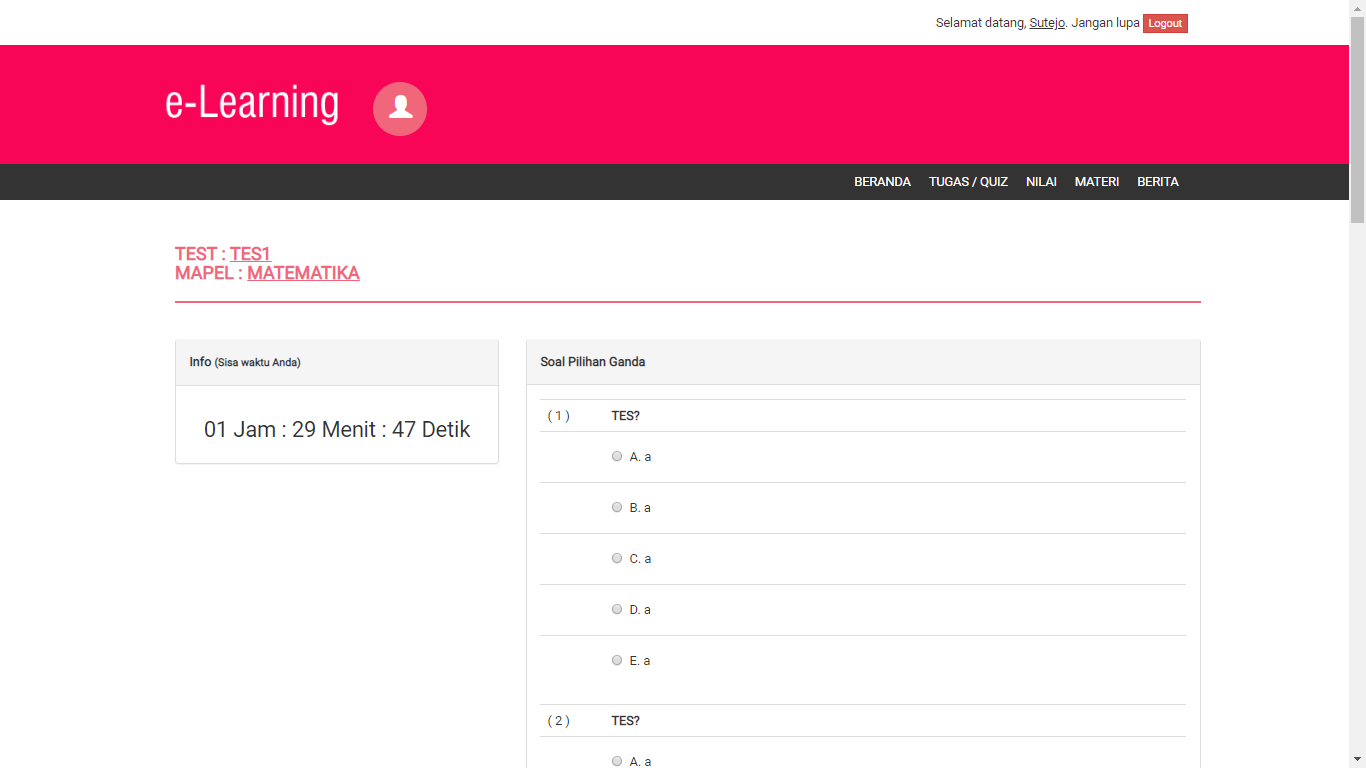 Selamat datang, Sutejo. Jangan lupa Logout
e-Learning
BERANDA TUGAS / QUIZ NILAI MATERI BERITA
TEST : TES1
MAPEL : MATEMATIKA
Info (Sisa waktu Anda)
01 Jam : 29 Menit : 47 Detik
Soal Pilihan Ganda
( 1 ) TES?
A. a
B. a
C. a
D. a
E. a
( 2 ) TES?
A. a